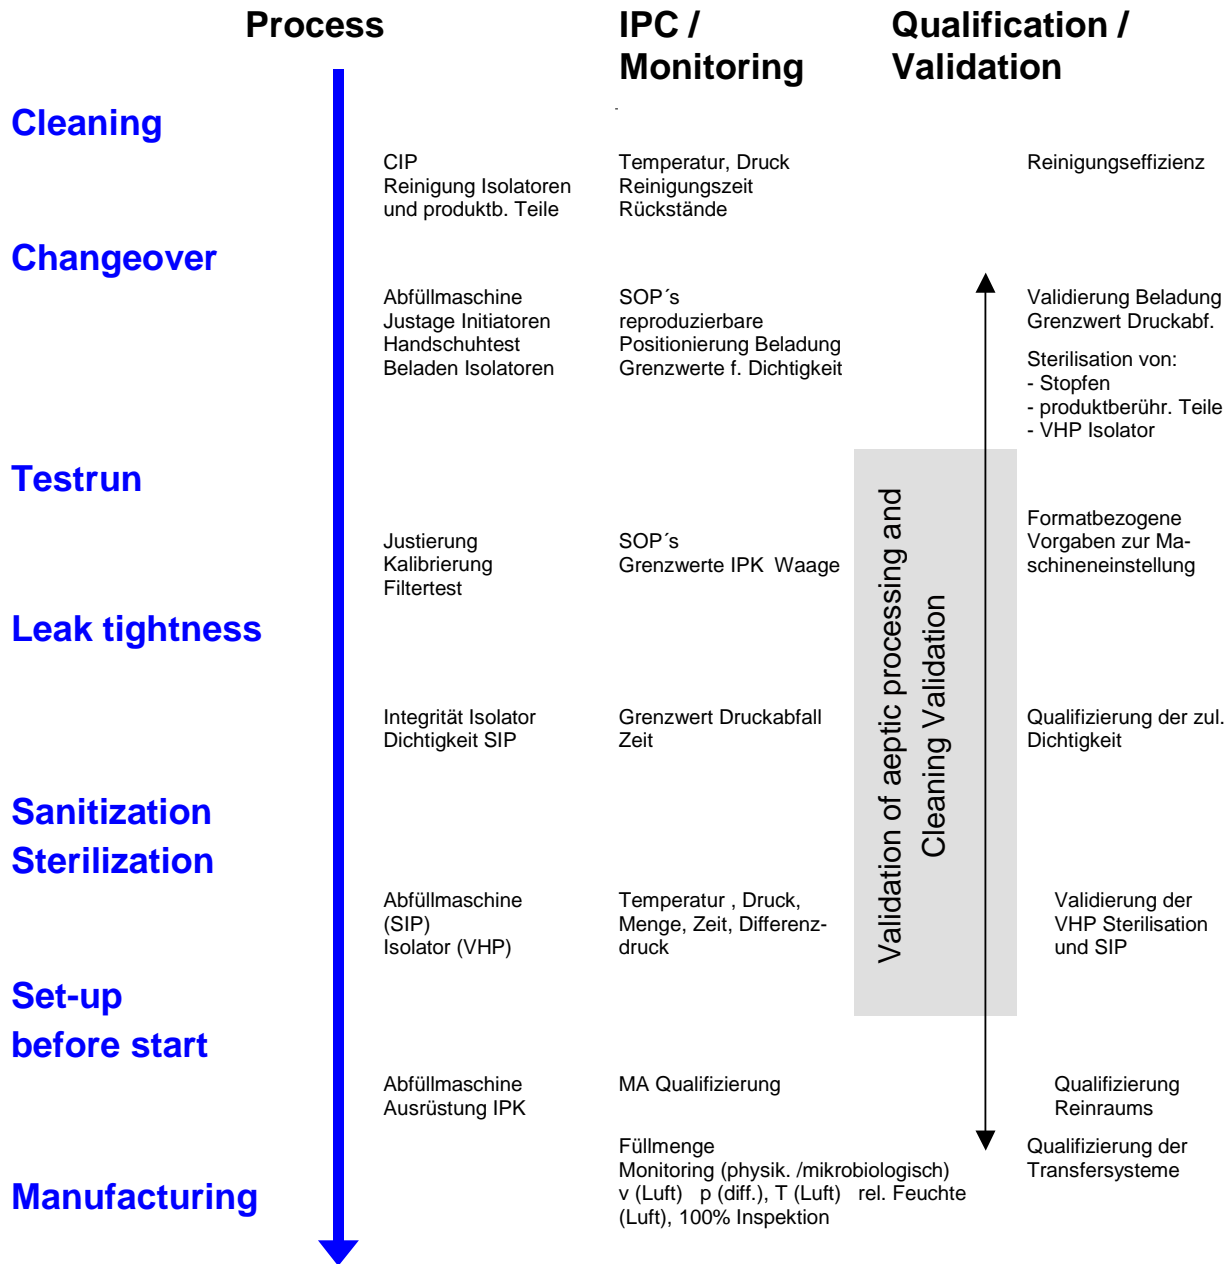 Process
IPC /
Monitoring
Qualification /
Validation
Cleaning
CIP
Reinigung Isolatoren
und produktb. Teile
Temperatur, Druck
Reinigungszeit
Rückstände
Reinigungseffizienz
Changeover
Abfüllmaschine
Justage Initiatoren
Handschuhtest
Beladen Isolatoren
SOP´s
reproduzierbare
Positionierung Beladung
Grenzwerte f. Dichtigkeit
Validierung Beladung
Grenzwert Druckabf.
Sterilisation von:
- Stopfen
- produktberühr. Teile
- VHP Isolator
Testrun
Justierung
Kalibrierung
Filtertest
SOP´s
Grenzwerte IPK Waage
Formatbezogene
Vorgaben zur Ma-
schineneinstellung
Validation of aeptic processing and
Cleaning Validation
Leak tightness
Integrität Isolator
Dichtigkeit SIP
Grenzwert Druckabfall
Zeit
Qualifizierung der zul.
Dichtigkeit
Sanitization
Sterilization
Abfüllmaschine
(SIP)
Isolator (VHP)
Temperatur , Druck,
Menge, Zeit, Differenz-
druck
Validierung der
VHP Sterilisation
und SIP
Set-up
before start
Abfüllmaschine
Ausrüstung IPK
MA Qualifizierung
Qualifizierung
Reinraums
Manufacturing
Füllmenge
Monitoring (physik. /mikrobiologisch)
v (Luft) p (diff.), T (Luft) rel. Feuchte
(Luft), 100% Inspektion
Qualifizierung der
Transfersysteme